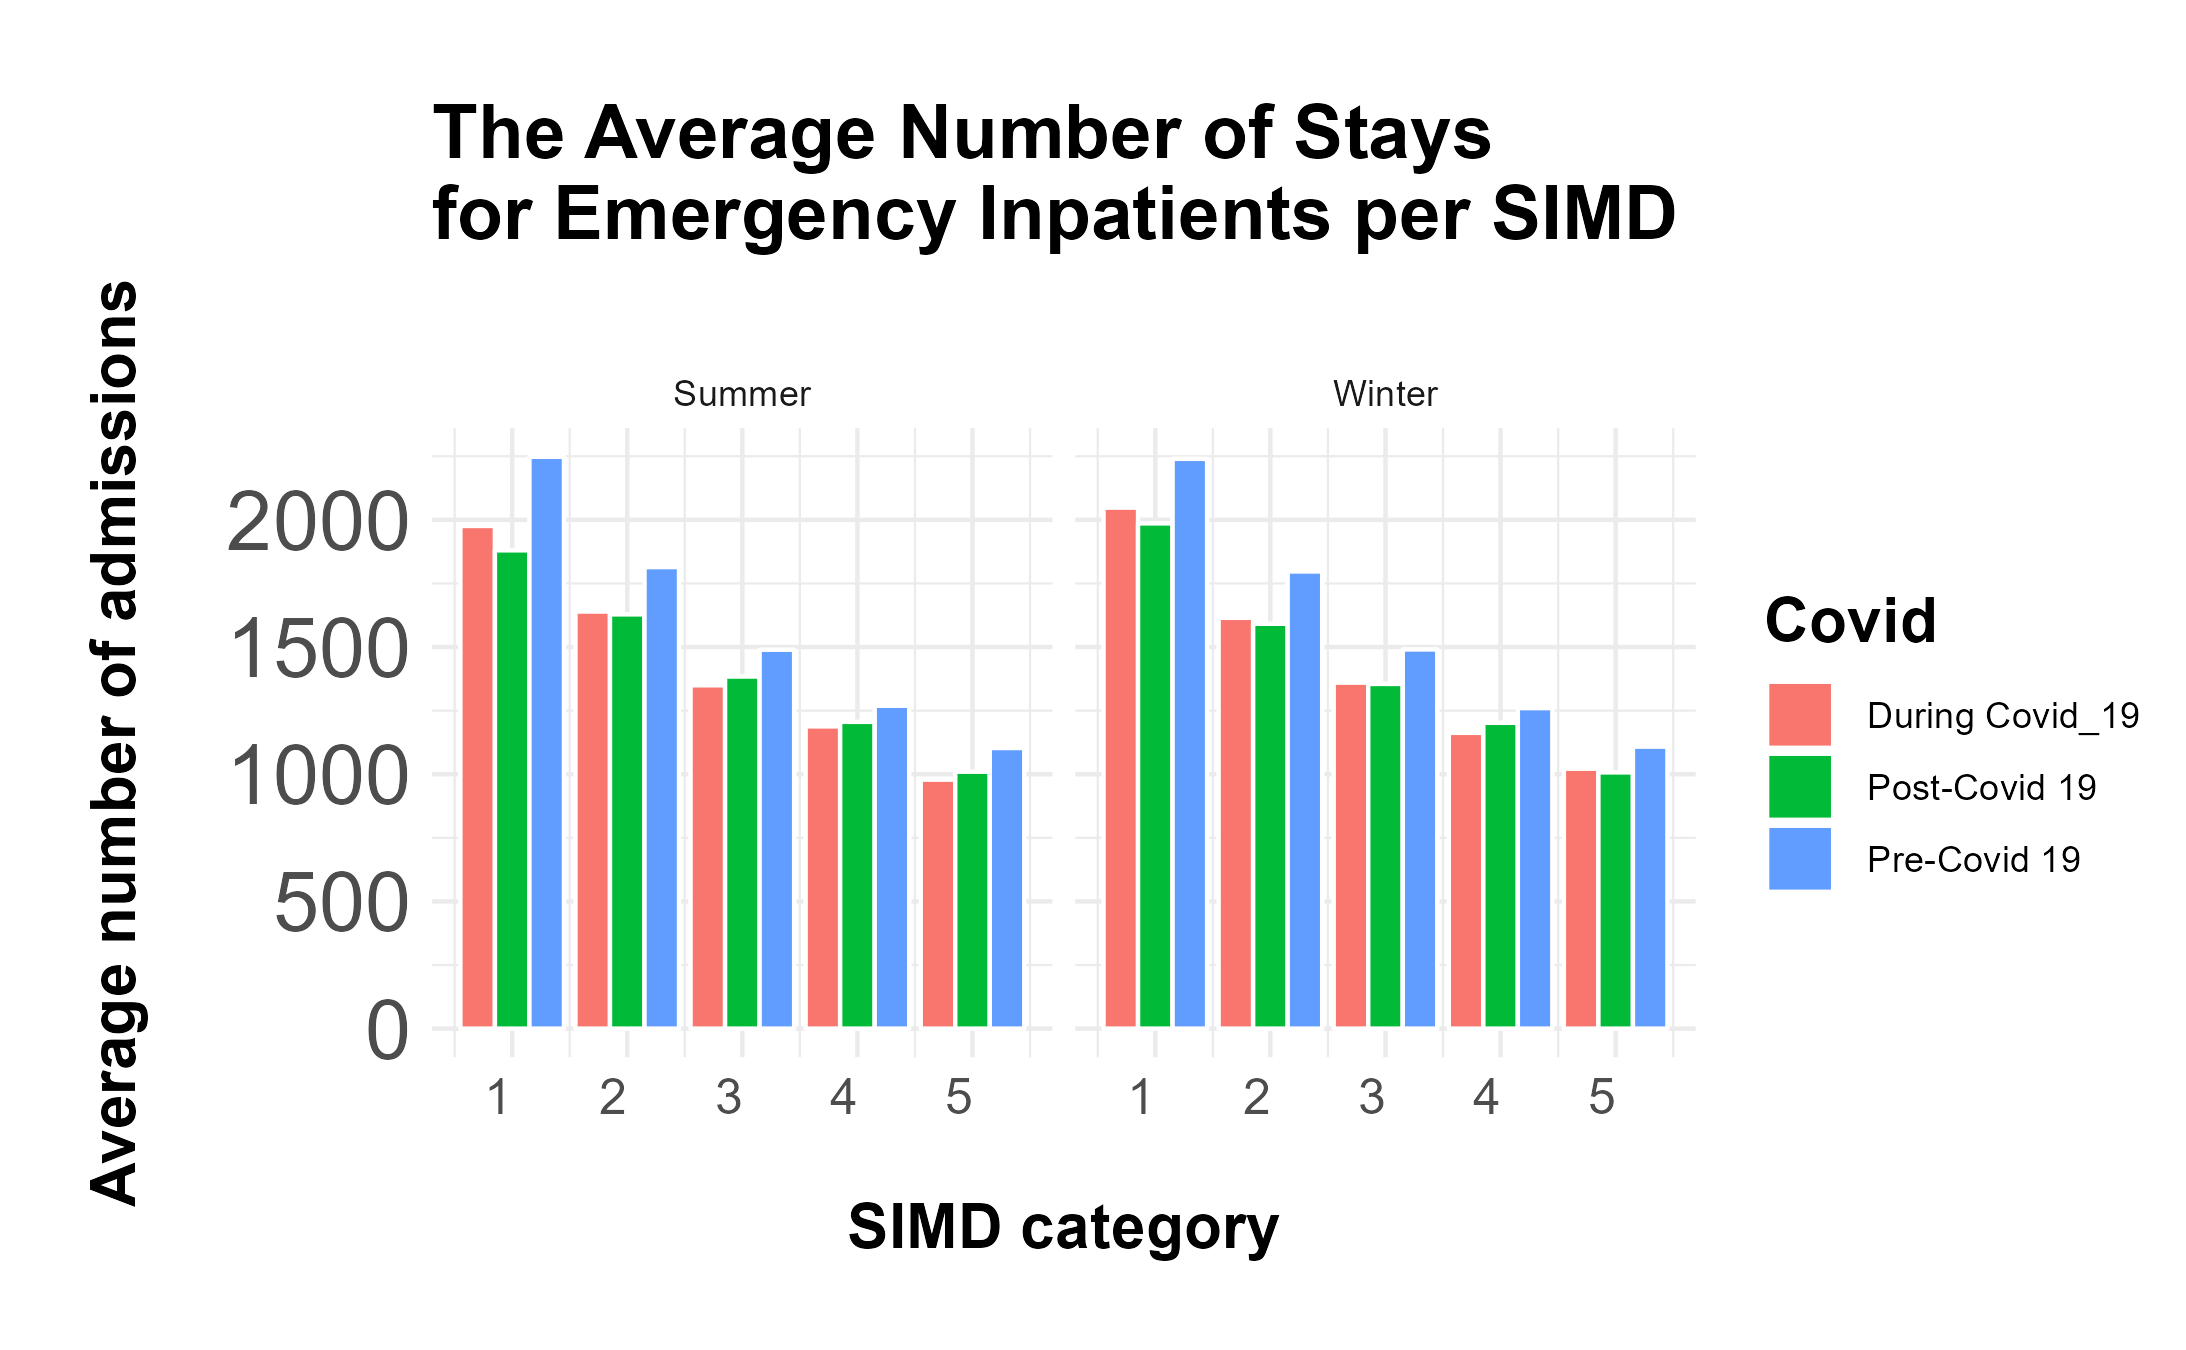 The Average Number of Stays
for Emergency Inpatients per SIMD
Average number of admissions
Summer
Winter
2000
1500
1000
500
0
1 2 3 4 5
1 2 3 4 5
SIMD category
Covid
During Covid_19
Post-Covid 19
Pre-Covid 19